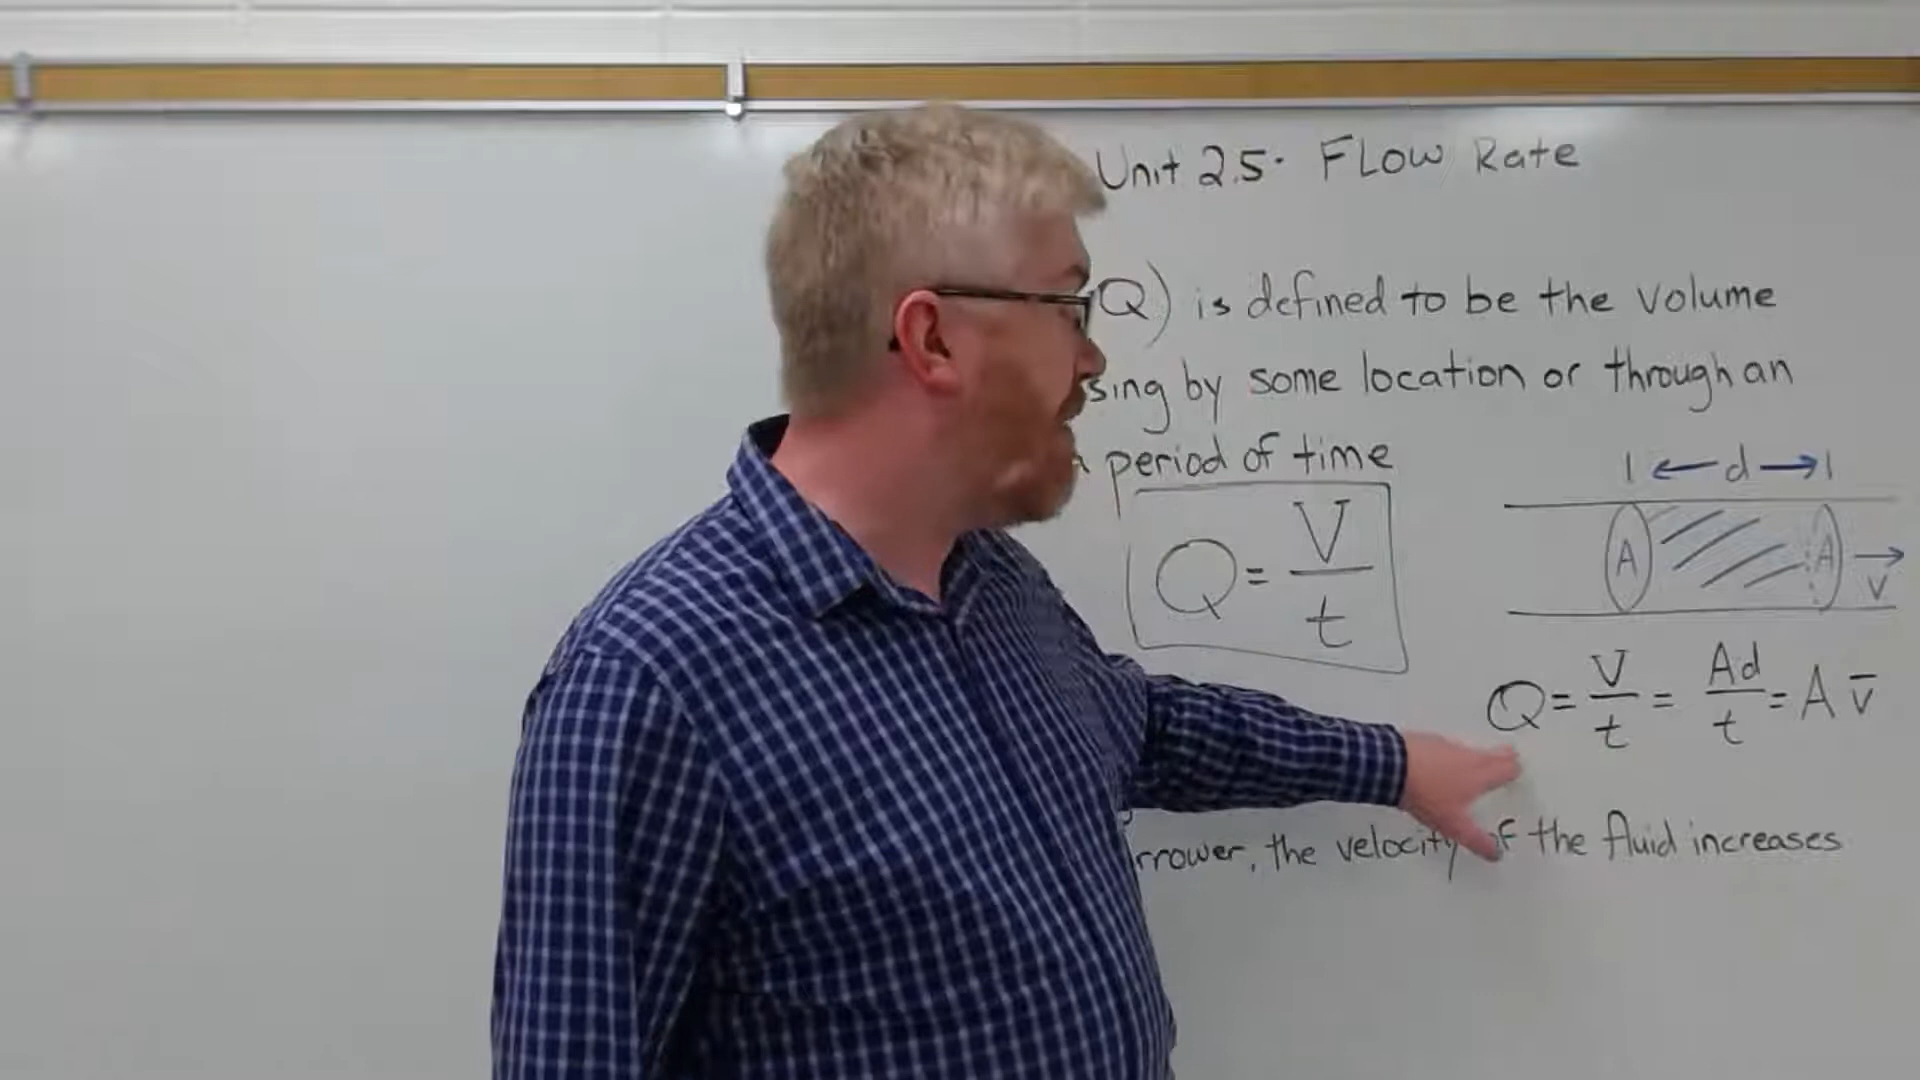 Unit 2.5. FLOW Rate
Q) is defined to be the volume
sing by some location or through an
period of time
| ← d → |
Q = V/t
A A → v
Q = V/t = Ad/t = A v̄
rrower, the velocity of the fluid increases